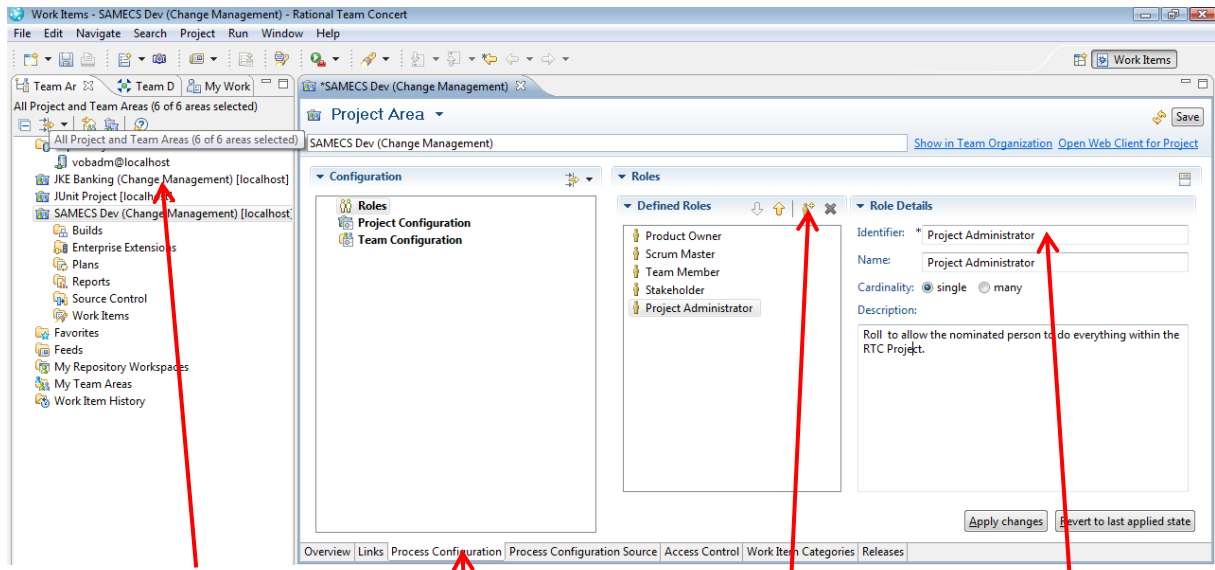 Work Items - SAMECS Dev (Change Management) - Rational Team Concert
File Edit Navigate Search Project Run Window Help
Work Items
Team Ar Team D My Work
*SAMECS Dev (Change Management)
All Project and Team Areas (6 of 6 areas selected)
Project Area
Save
All Project and Team Areas (6 of 6 areas selected)
SAMECS Dev (Change Management)
Show in Team Organization Open Web Client for Project
vobadm@localhost
JKE Banking (Change Management) [localhost]
JUnit Project [localhost]
SAMECS Dev (Change Management) [localhost]
Builds
Enterprise Extensions
Plans
Reports
Source Control
Work Items
Favorites
Feeds
My Repository Workspaces
My Team Areas
Work Item History
Configuration
Roles
Project Configuration
Team Configuration
Roles
Defined Roles
Product Owner
Scrum Master
Team Member
Stakeholder
Project Administrator
Role Details
Identifier: * Project Administrator
Name: Project Administrator
Cardinality: single many
Description:
Roll to allow the nominated person to do everything within the
RTC Project.
Apply changes Revert to last applied state
Overview Links Process Configuration Process Configuration Source Access Control Work Item Categories Releases